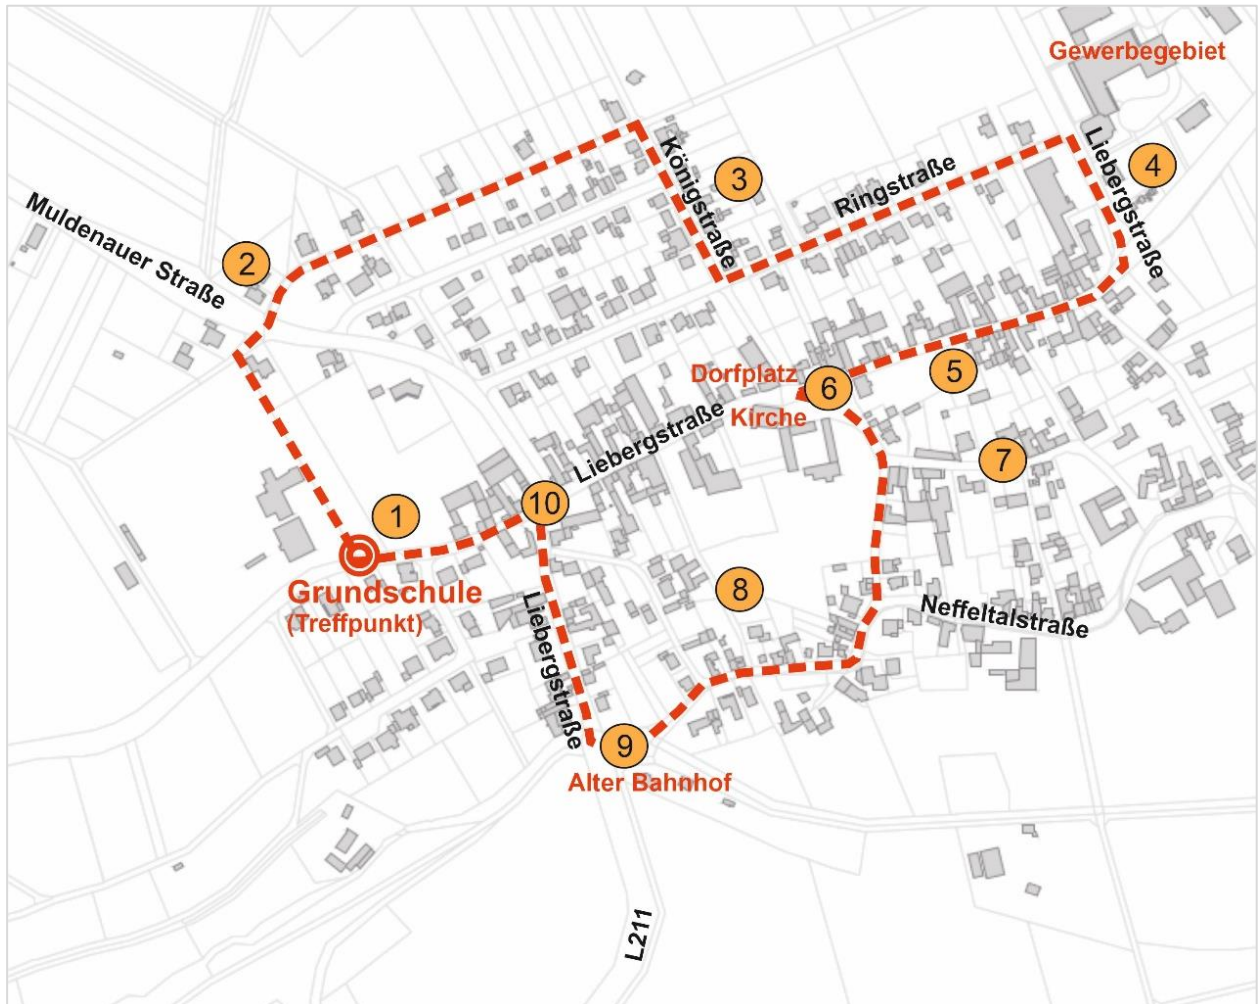 Gewerbegebiet
Liebergstraße
4
Königstraße
3
Ringstraße
Muldenauer Straße
2
Dorfplatz
6
5
Kirche
Liebergstraße
7
10
1
Grundschule
(Treffpunkt)
8
Neffeltalstraße
Liebergstraße
9
Alter Bahnhof
L211